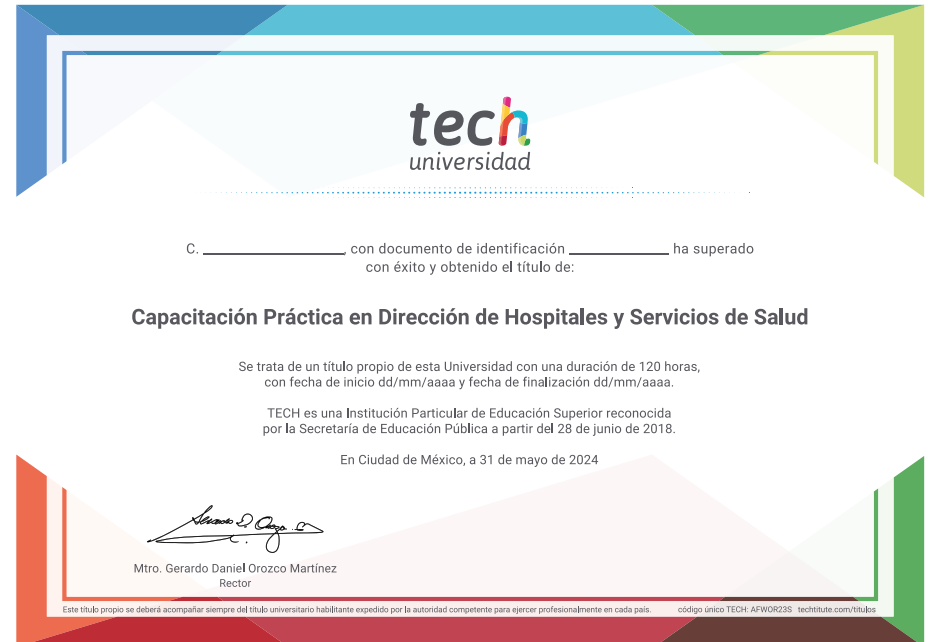 tech
universidad
C. ____________, con documento de identificación ____________ ha superado
con éxito y obtenido el título de:
Capacitación Práctica en Dirección de Hospitales y Servicios de Salud
Se trata de un título propio de esta Universidad con una duración de 120 horas,
con fecha de inicio dd/mm/aaaa y fecha de finalización dd/mm/aaaa.
TECH es una Institución Particular de Educación Superior reconocida
por la Secretaría de Educación Pública a partir del 28 de junio de 2018.
En Ciudad de México, a 31 de mayo de 2024
Mtro. Gerardo Daniel Orozco Martínez
Rector
Este título propio se deberá acompañar siempre del título universitario habilitante expedido por la autoridad competente para ejercer profesionalmente en cada país. código único TECH: AFWOR23S techtitute.com/titulos